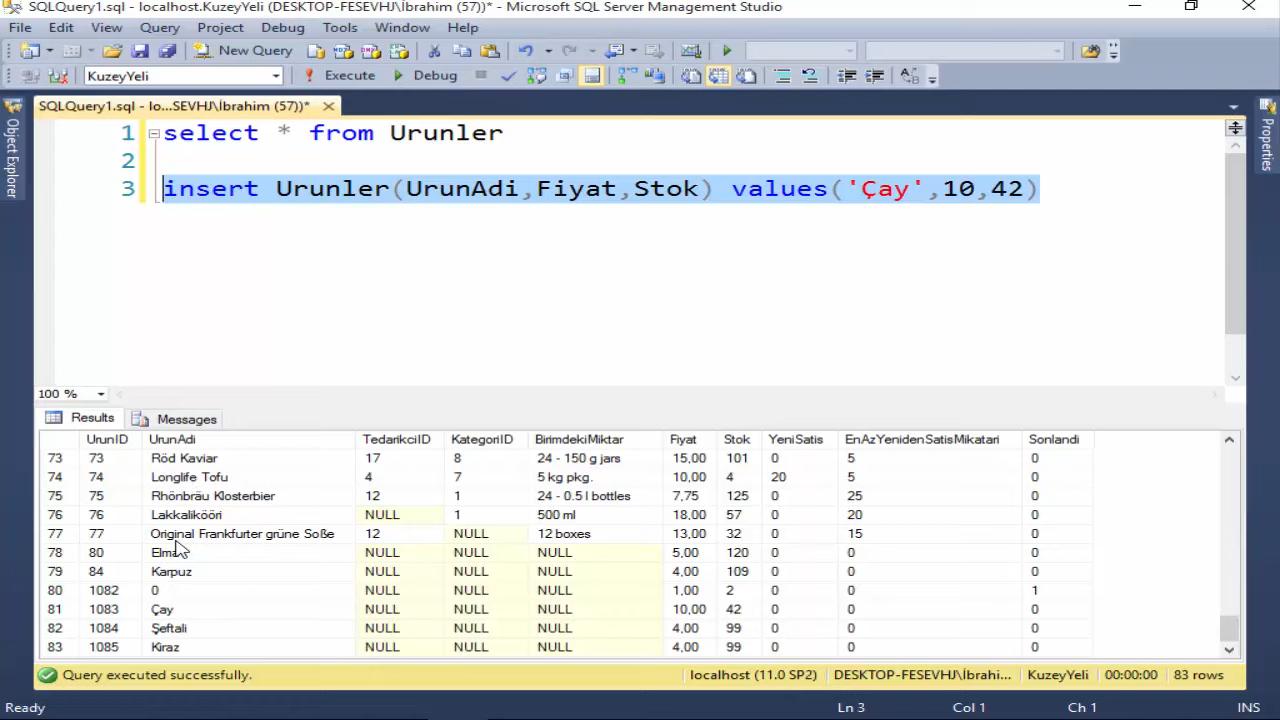 SQLQuery1.sql - localhost.KuzeyYeli (DESKTOP-FESEVHJ\İbrahim (57))* - Microsoft SQL Server Management Studio
File Edit View Query Project Debug Tools Window Help
New Query
KuzeyYeli Execute Debug
SQLQuery1.sql - lo...SEVHJ\İbrahim (57))*
Object Explorer
Properties
1 select * from Urunler
2
3 insert Urunler(UrunAdi,Fiyat,Stok) values('Çay',10,42)
100 %
Results Messages
UrunID UrunAdi TedarikciID KategoriID BirimdekiMiktar Fiyat Stok YeniSatis EnAzYenidenSatisMikatari Sonlandi
73 73 Röd Kaviar 17 8 24 - 150 g jars 15,00 101 0 5 0
74 74 Longlife Tofu 4 7 5 kg pkg. 10,00 4 20 5 0
75 75 Rhönbräu Klosterbier 12 1 24 - 0.5 l bottles 7,75 125 0 25 0
76 76 Lakkalikööri NULL 1 500 ml 18,00 57 0 20 0
77 77 Original Frankfurter grüne Soße 12 NULL 12 boxes 13,00 32 0 15 0
78 80 Elma NULL NULL NULL 5,00 120 0 0 0
79 84 Karpuz NULL NULL NULL 4,00 109 0 0 0
80 1082 0 NULL NULL NULL 1,00 2 0 0 1
81 1083 Çay NULL NULL NULL 10,00 42 0 0 0
82 1084 Şeftali NULL NULL NULL 4,00 99 0 0 0
83 1085 Kiraz NULL NULL NULL 4,00 99 0 0 0
Query executed successfully. localhost (11.0 SP2) DESKTOP-FESEVHJ\İbrahi... KuzeyYeli 00:00:00 83 rows
Ready Ln 3 Col 1 Ch 1 INS